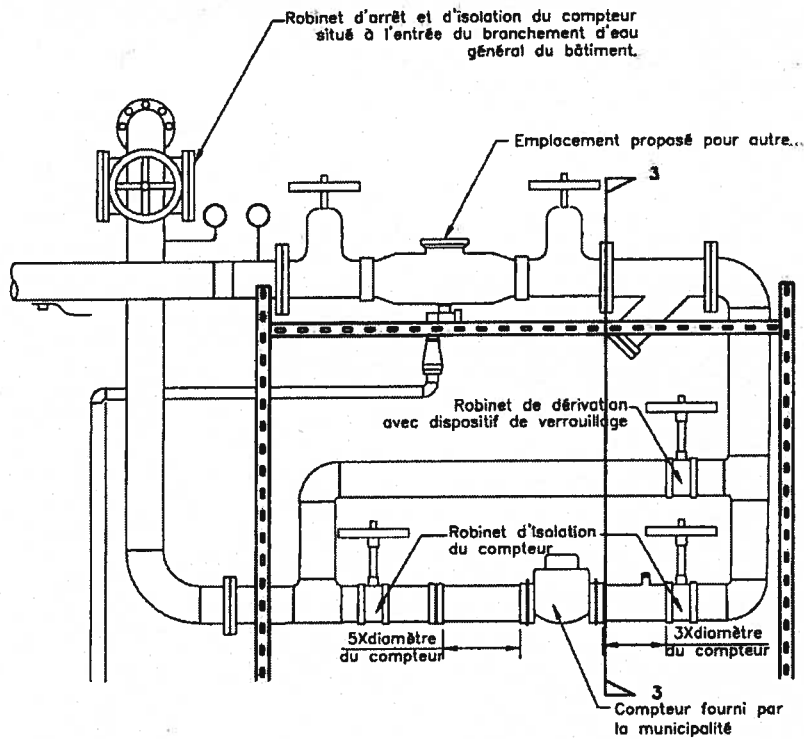 Robinet d'arrêt et d'isolation du compteur
situé à l'entrée du branchement d'eau
général du bâtiment.
Emplacement proposé pour autre...
3
Robinet de dérivation
avec dispositif de verrouillage
Robinet d'isolation
du compteur
5Xdiamètre
du compteur
3Xdiamètre
du compteur
3
Compteur fourni par
la municipalité